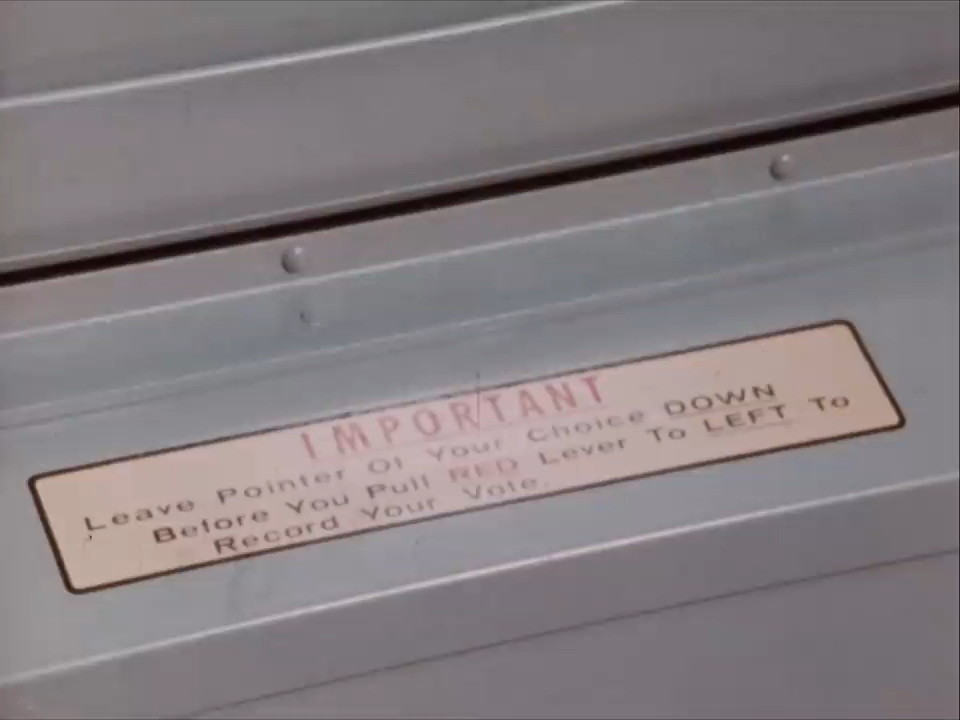 IMPORTANT
Leave Pointer Of Your Choice DOWN
Before You Pull RED Lever To LEFT To
Record Your Vote.